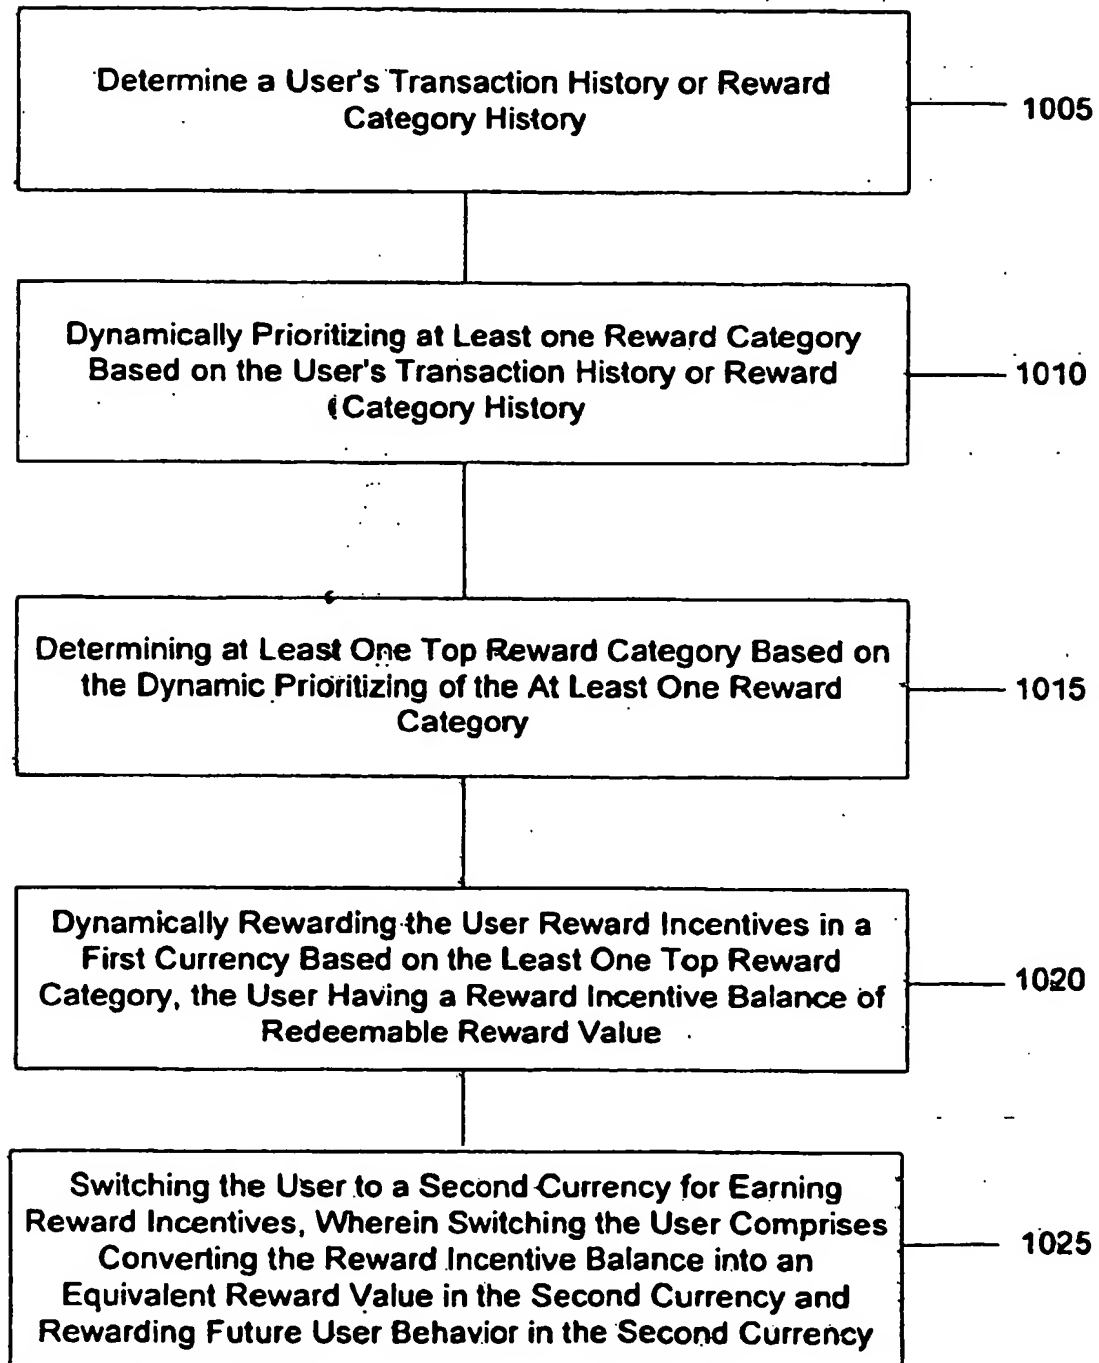 Determine a User's Transaction History or Reward
Category History
1005
Dynamically Prioritizing at Least one Reward Category
Based on the User's Transaction History or Reward
Category History
1010
Determining at Least One Top Reward Category Based on
the Dynamic Prioritizing of the At Least One Reward
Category
1015
Dynamically Rewarding the User Reward Incentives in a
First Currency Based on the Least One Top Reward
Category, the User Having a Reward Incentive Balance of
Redeemable Reward Value
1020
Switching the User to a Second Currency for Earning
Reward Incentives, Wherein Switching the User Comprises
Converting the Reward Incentive Balance into an
Equivalent Reward Value in the Second Currency and
Rewarding Future User Behavior in the Second Currency
1025